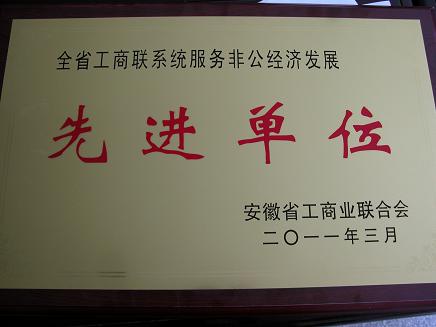 全省工商联系统服务非公经济发展
先进单位
安徽省工商业联合会
二〇一一年三月